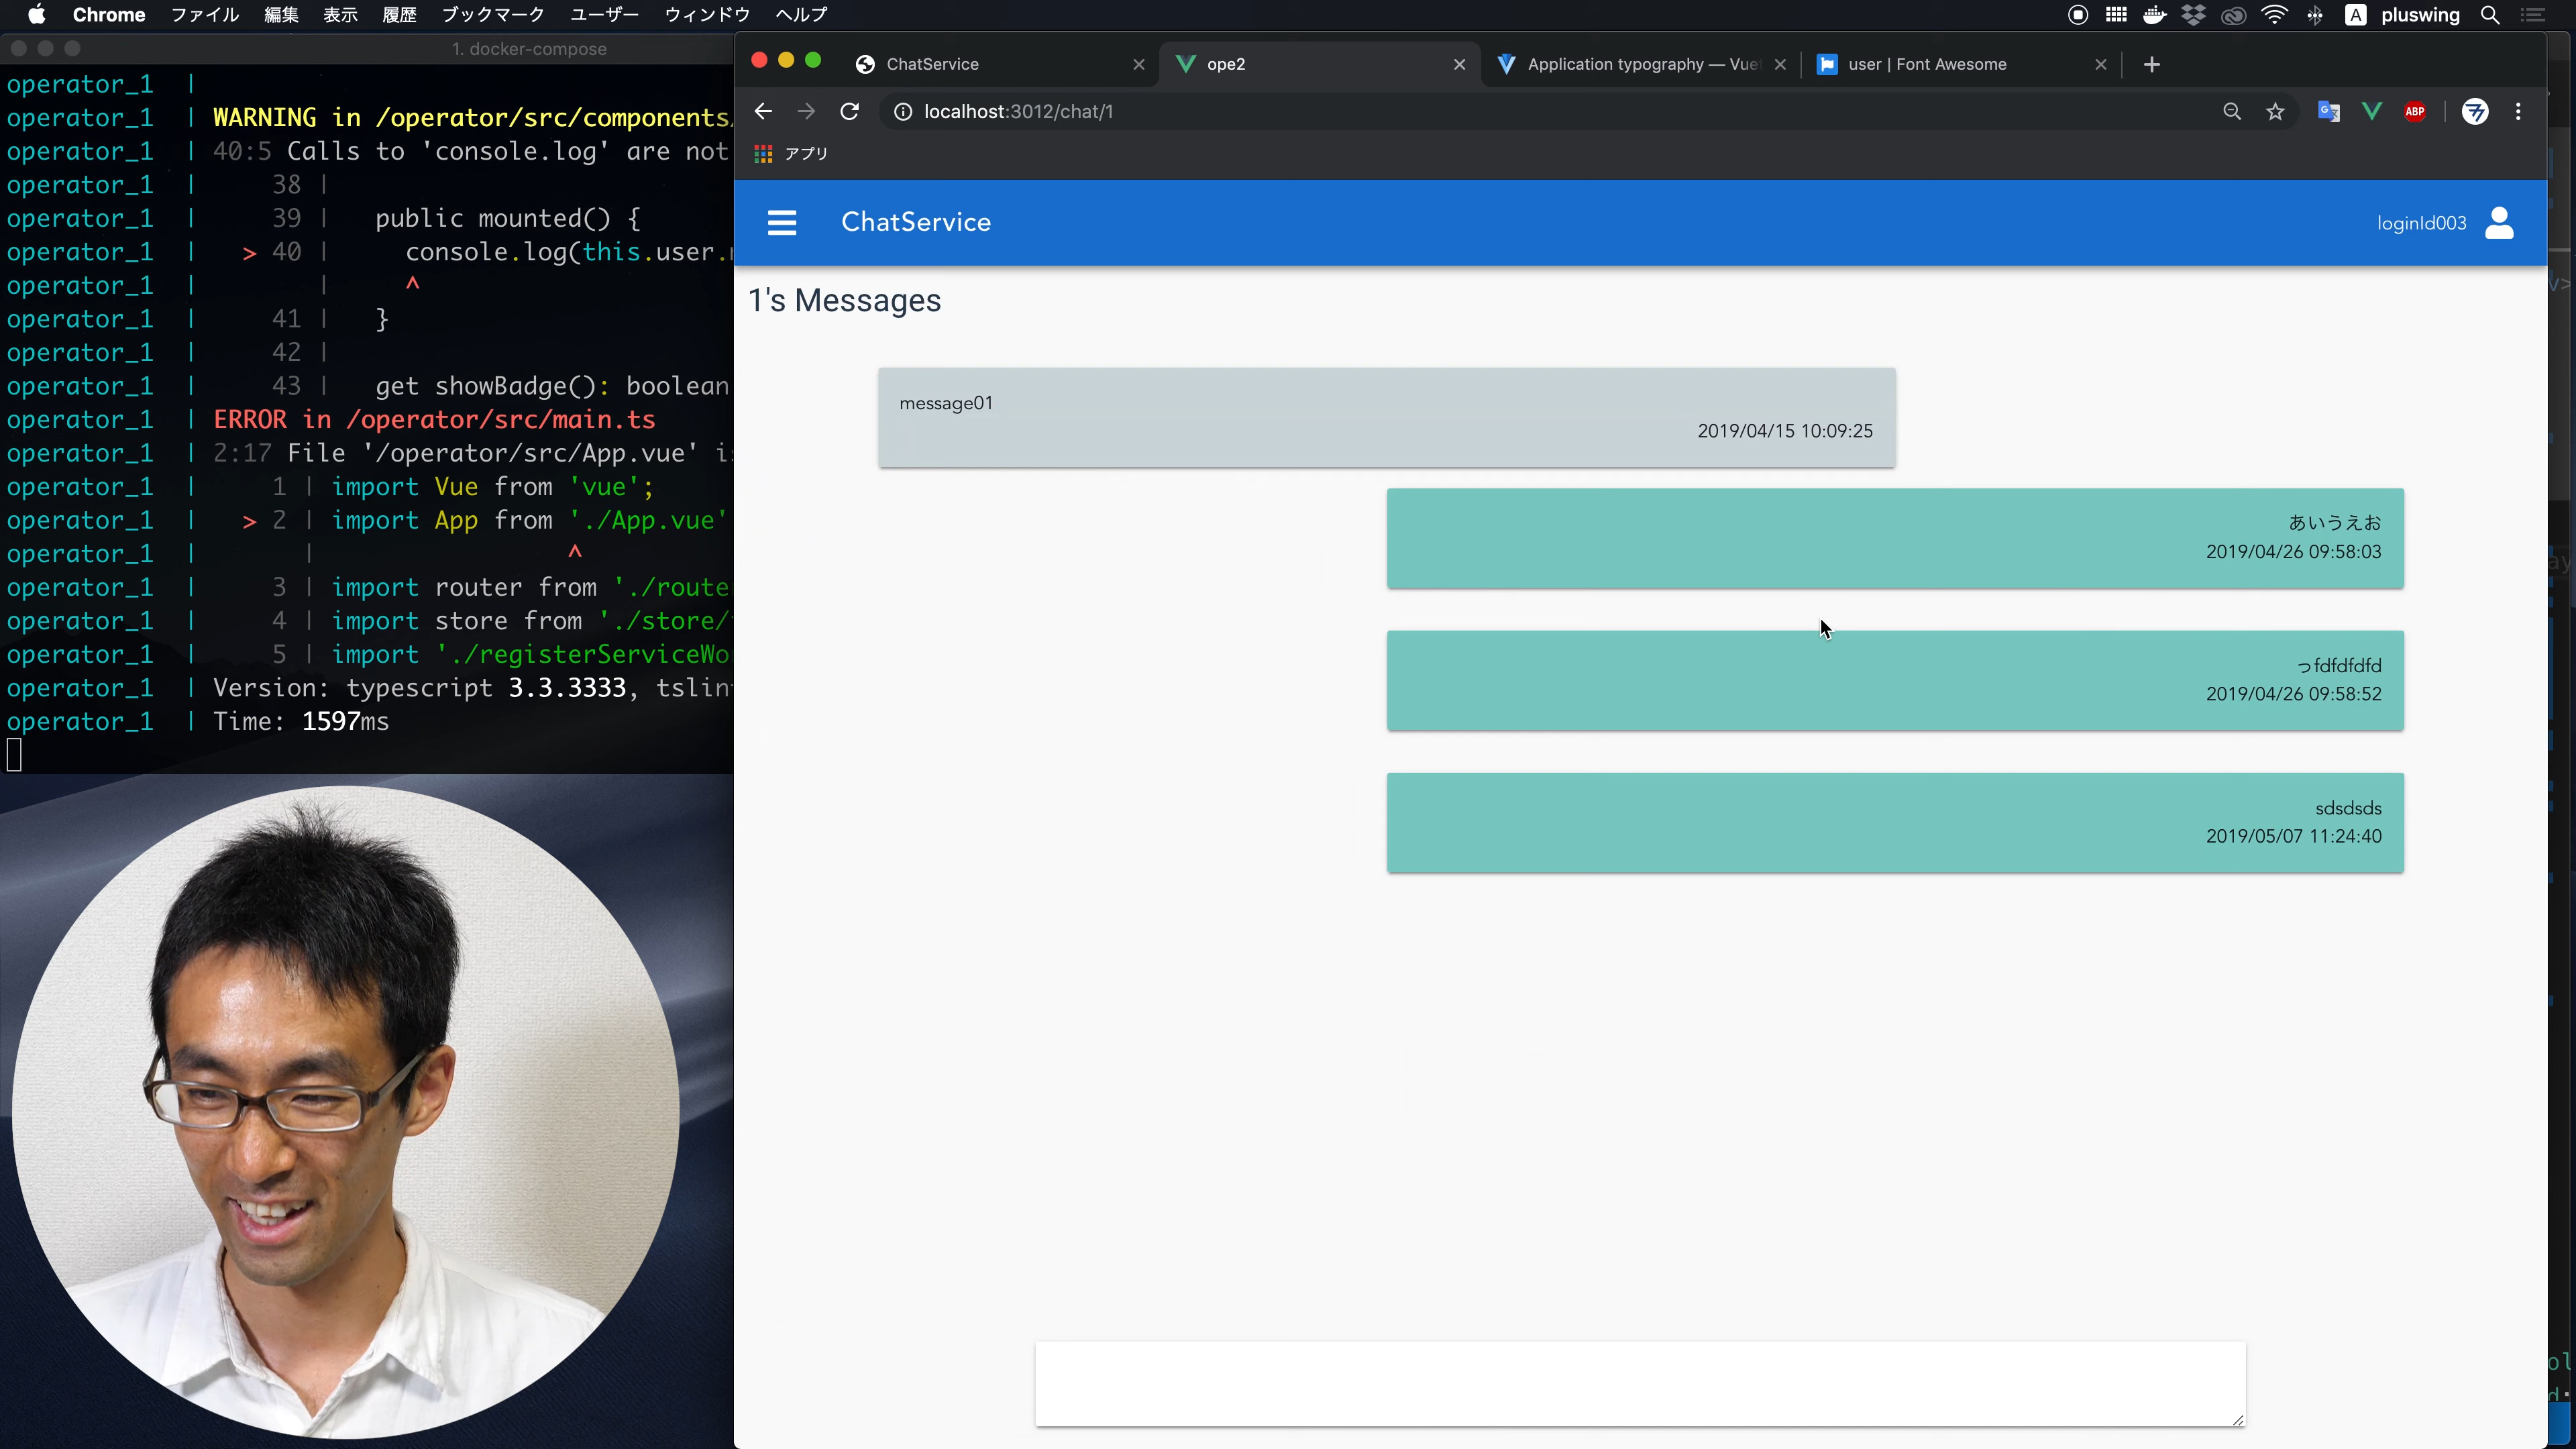 Chrome ファイル 編集 表示 履歴 ブックマーク ユーザー ウィンドウ ヘルプ
A pluswing
1. docker-compose
operator_1 |
operator_1 | WARNING in /operator/src/components/
operator_1 | 40:5 Calls to 'console.log' are not
operator_1 | 38 |
operator_1 | 39 | public mounted() {
operator_1 | > 40 | console.log(this.user.
operator_1 | | ^
operator_1 | 41 | }
operator_1 | 42 |
operator_1 | 43 | get showBadge(): boolean
operator_1 | ERROR in /operator/src/main.ts
operator_1 | 2:17 File '/operator/src/App.vue'
operator_1 | 1 | import Vue from 'vue';
operator_1 | > 2 | import App from './App.vue'
operator_1 | | ^
operator_1 | 3 | import router from './route
operator_1 | 4 | import store from './store/
operator_1 | 5 | import './registerServiceWo
operator_1 | Version: typescript 3.3.3333, tslin
operator_1 | Time: 1597ms
ChatService
ope2
Application typography — Vue
user | Font Awesome
localhost:3012/chat/1
ABP
アプリ
ChatService
loginId003
1's Messages
message01
2019/04/15 10:09:25
あいうえお
2019/04/26 09:58:03
っfdfdfdfd
2019/04/26 09:58:52
sdsdsds
2019/05/07 11:24:40